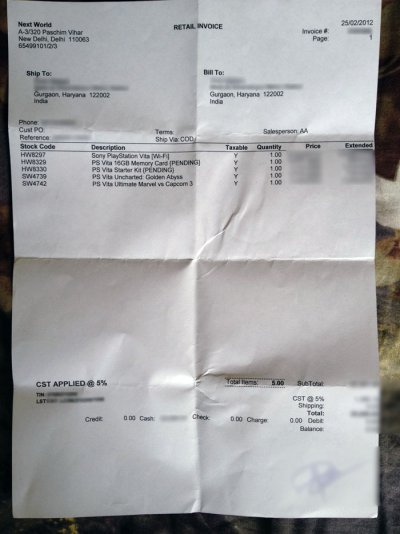 Next World
A-3/320 Paschim Vihar
New Delhi, Delhi 110063
65499101/2/3
RETAIL INVOICE
25/02/2012
Invoice #:
Page: 1
Ship To:
Gurgaon, Haryana 122002
India
Bill To:
Gurgaon, Haryana 122002
India
Phone:
Cust PO:
Reference:
Terms:
Ship Via: COD
Salesperson: AA
Stock Code Description Taxable Quantity Price Extended
HW8297 Sony PlayStation Vita [Wi-Fi] Y 1.00
HW8329 PS Vita 16GB Memory Card [PENDING] Y 1.00
HW8330 PS Vita Starter Kit [PENDING] Y 1.00
SW4739 PS Vita Uncharted: Golden Abyss Y 1.00
SW4742 PS Vita Ultimate Marvel vs Capcom 3 Y 1.00
CST APPLIED @ 5%
Total Items: 5.00 SubTotal:
TIN
LST
CST @ 5%
Shipping:
Total:
Credit: 0.00 Cash: Check: 0.00 Charge: 0.00 Debit:
Balance: